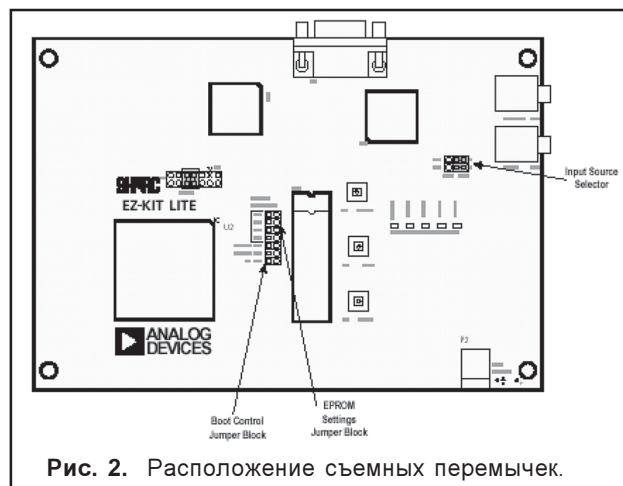 Input Source
Selector
SHARC
EZ-KIT LITE
U2
ANALOG
DEVICES
P2
Boot Control
Jumper Block
EPROM
Settings
Jumper Block
Рис. 2. Расположение съемных перемычек.